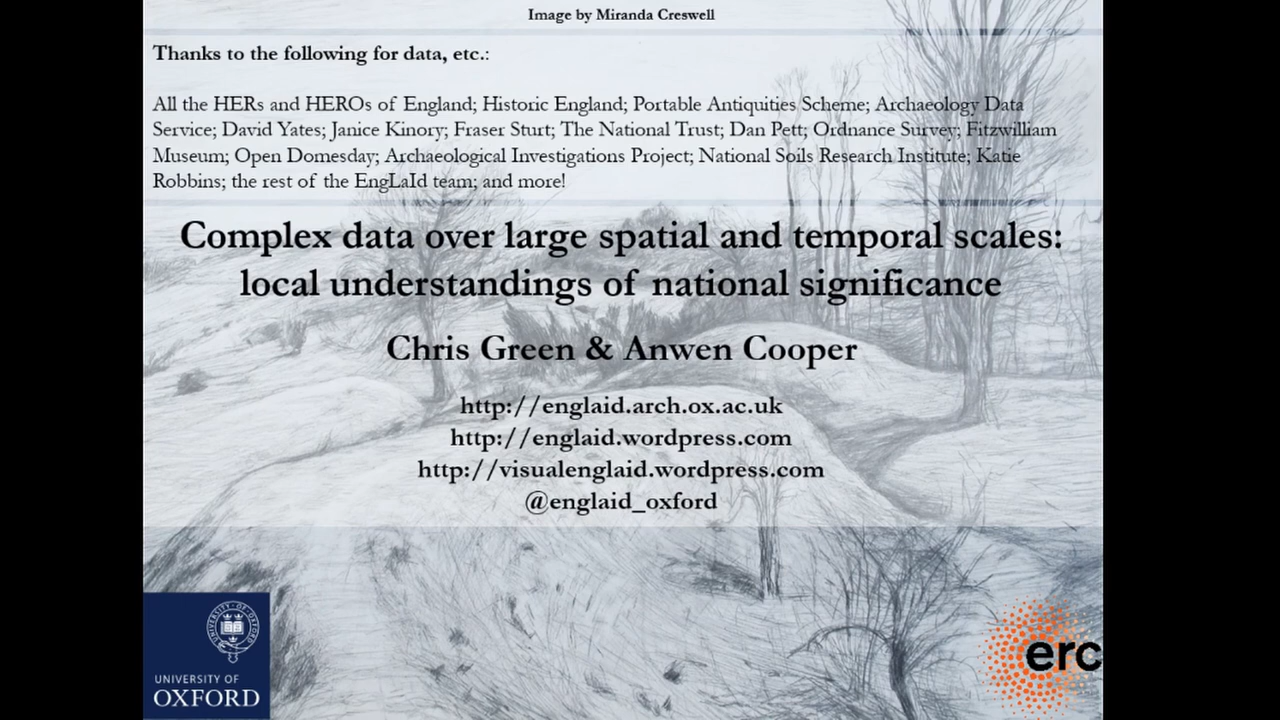 Image by Miranda Creswell
Thanks to the following for data, etc.:
All the HERs and HEROs of England; Historic England; Portable Antiquities Scheme; Archaeology Data
Service; David Yates; Janice Kinory; Fraser Sturt; The National Trust; Dan Pett; Ordnance Survey; Fitzwilliam
Museum; Open Domesday; Archaeological Investigations Project; National Soils Research Institute; Katie
Robbins; the rest of the EngLaId team; and more!
Complex data over large spatial and temporal scales:
local understandings of national significance
Chris Green & Anwen Cooper
http://englaid.arch.ox.ac.uk
http://englaid.wordpress.com
http://visualenglaid.wordpress.com
@englaid_oxford
UNIVERSITY OF
OXFORD
erc